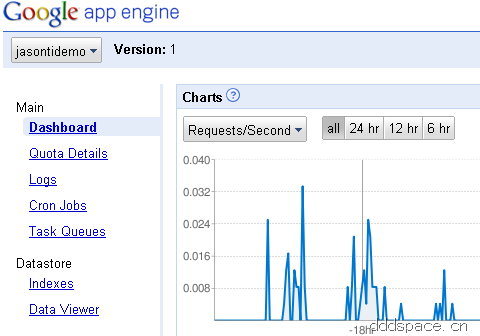 Google app engine
jasontidemo Version: 1
Main
Dashboard
Quota Details
Logs
Cron Jobs
Task Queues
Datastore
Indexes
Data Viewer
Charts ?
Requests/Second all 24 hr 12 hr 6 hr
0.040
0.032
0.024
0.016
0.008
-18hr
dddspace.cn